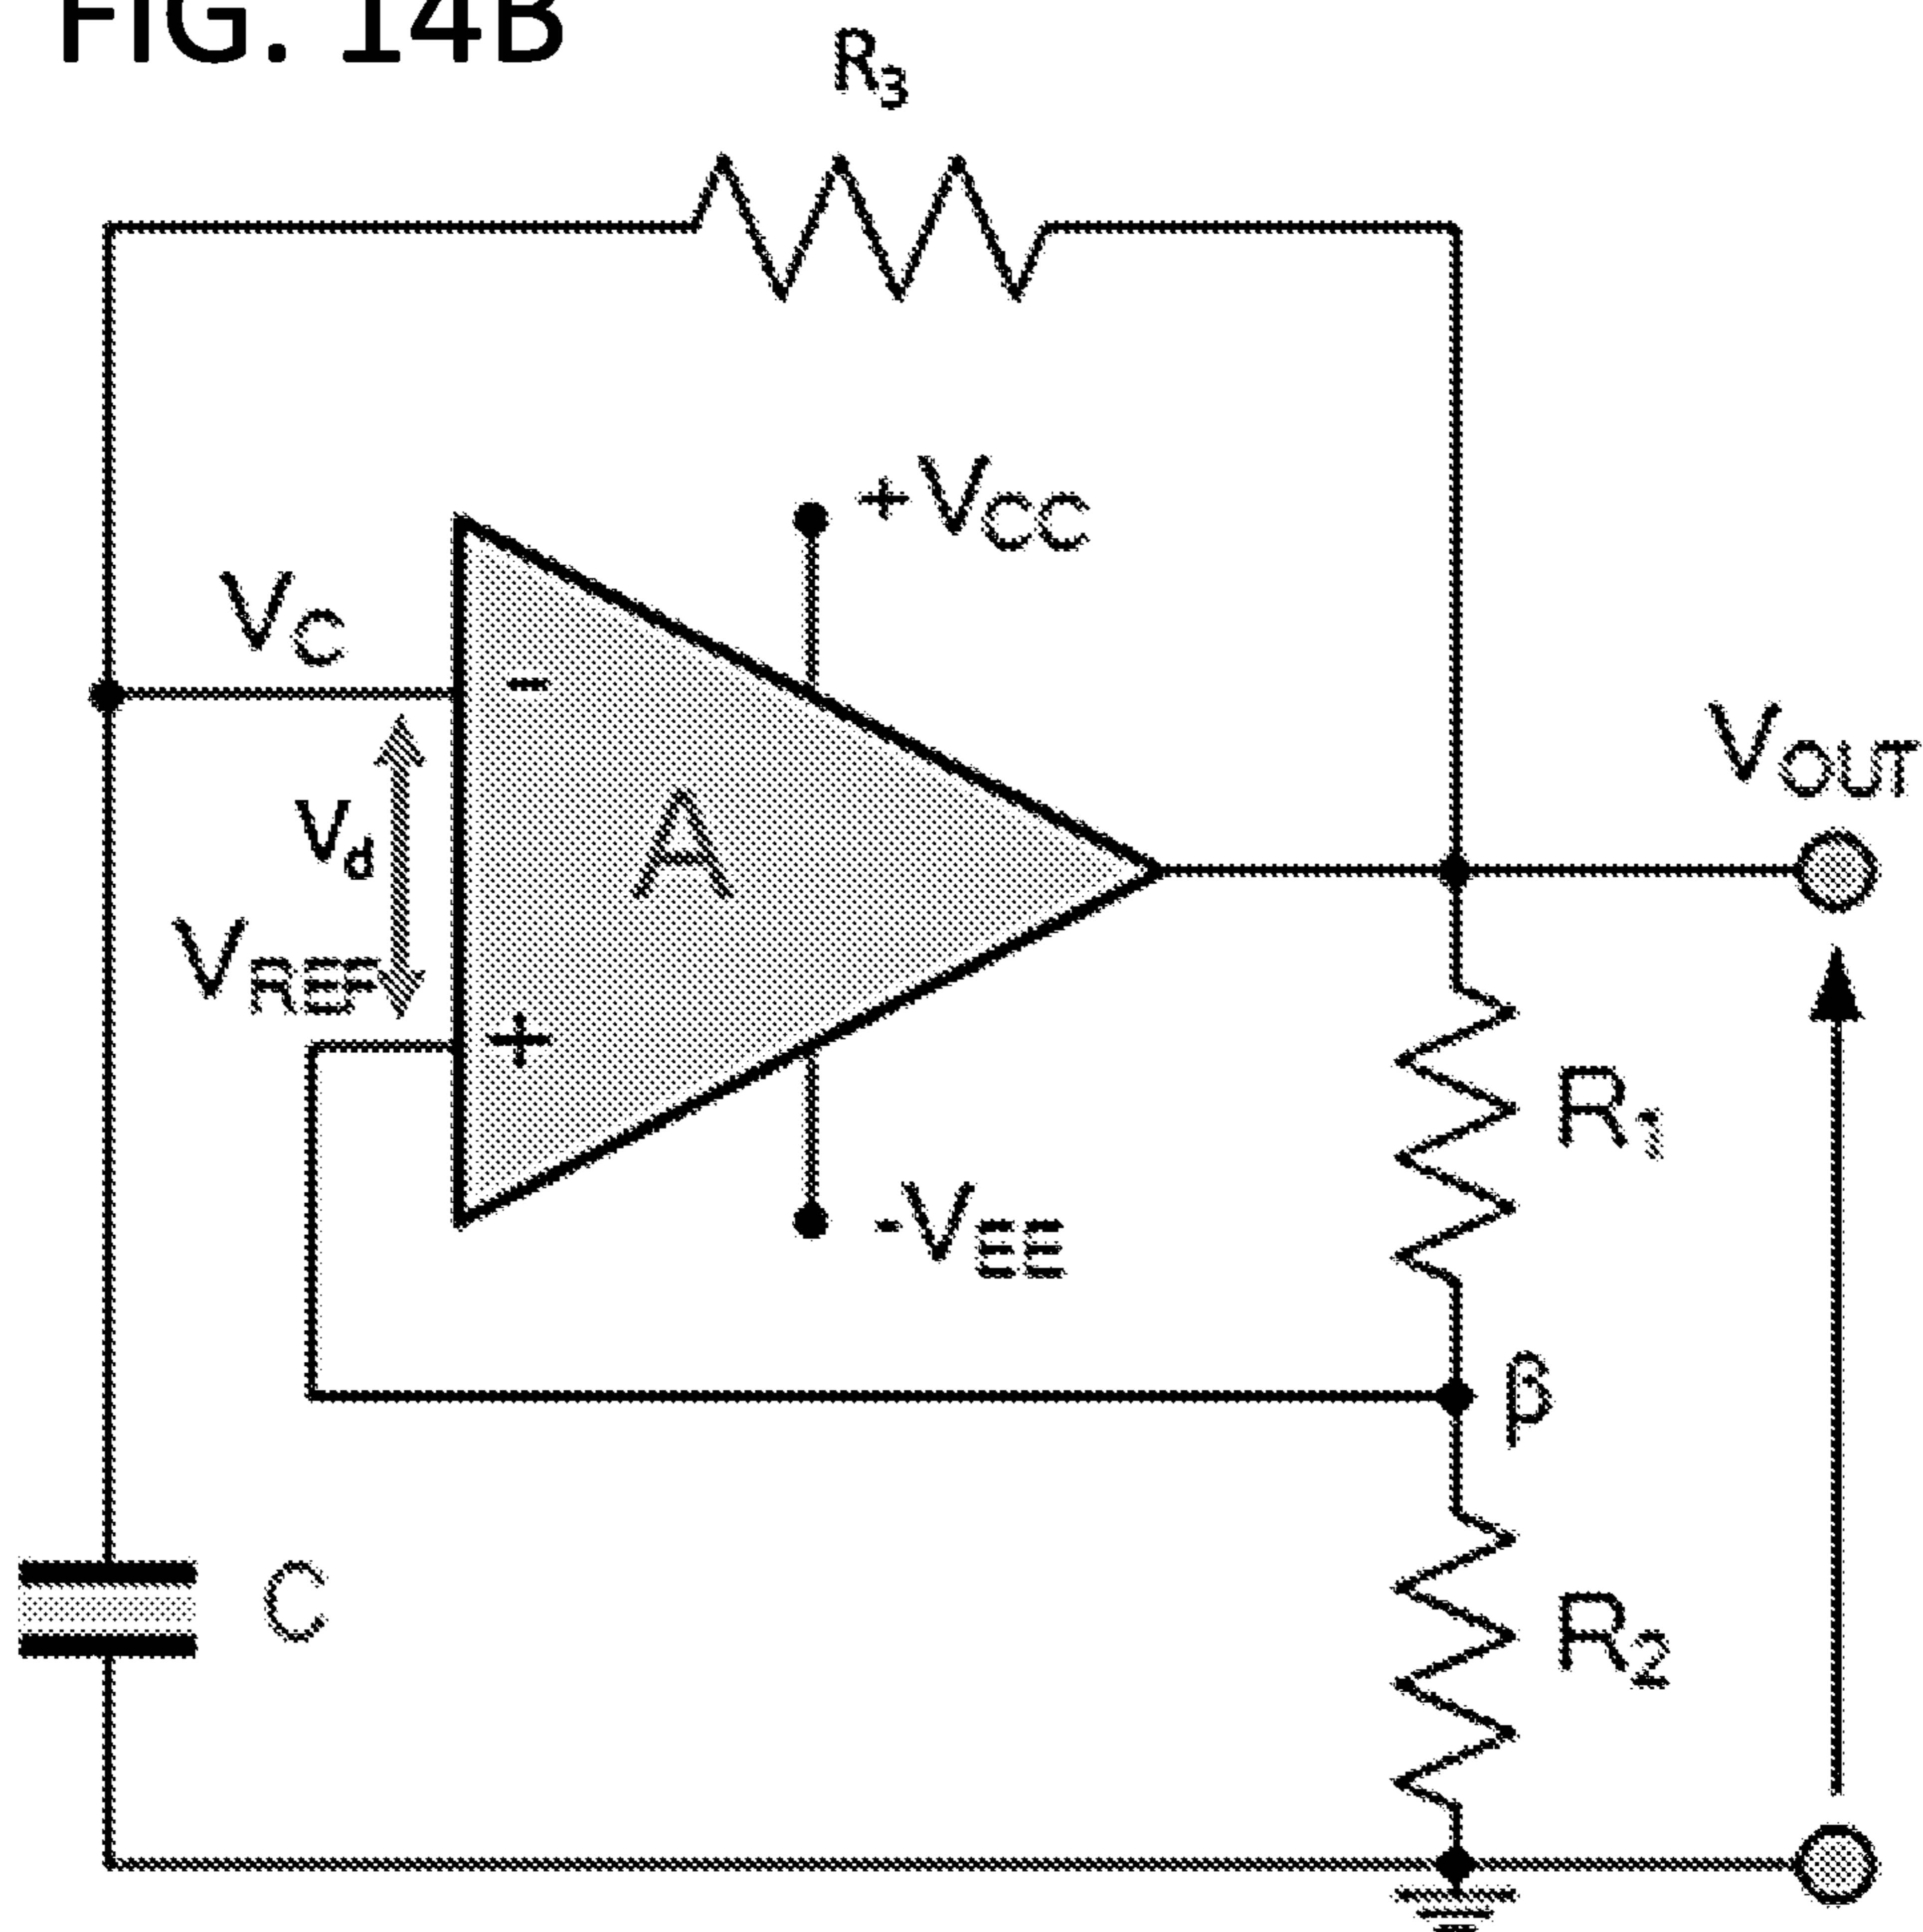 FIG. 14B
R3
+VCC
VC
-
Vd
A
VOUT
VREF
+
R1
-VEE
β
C
R2